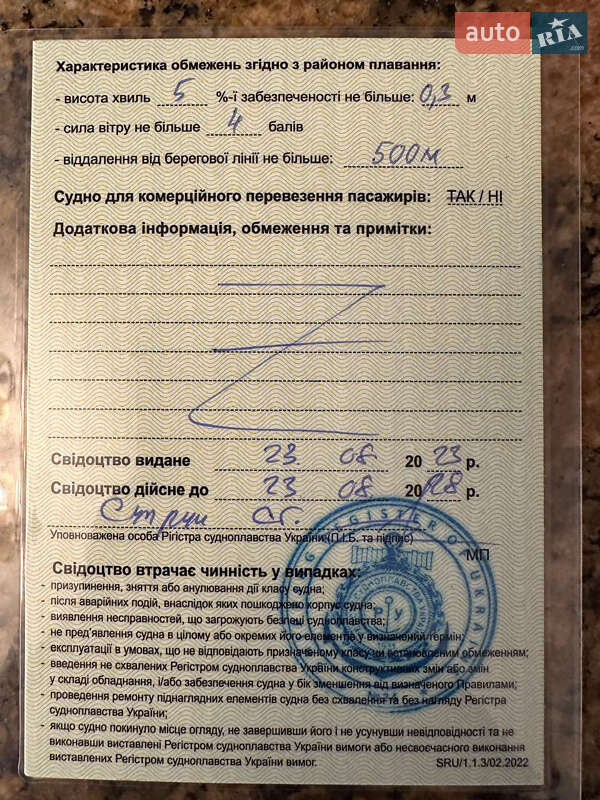 auto RIA .com
Характеристика обмежень згідно з районом плавання:
- висота хвиль 5 %-ї забезпеченості не більше: 0,3 м
- сила вітру не більше 4 балів
- віддалення від берегової лінії не більше: 500м
Судно для комерційного перевезення пасажирів: ТАК / НІ
Додаткова інформація, обмеження та примітки:
Свідоцтво видане 23 08 20 23 р.
Свідоцтво дійсне до 23 08 20 28 р.
Уповноважена особа Рігістра судноплавства України (П.І.Б. та підпис)
МП
Свідоцтво втрачає чинність у випадках:
- призупинення, зняття або анулювання дії класу судна;
- після аварійних подій, внаслідок яких пошкоджено корпус судна;
- виявлення несправностей, що загрожують безпеці судноплавства;
- не пред'явлення судна в цілому або окремих його елементів у визначений термін;
- експлуатації в умовах, що не відповідають призначеному класу чи встановленим обмеженням;
- введення не схвалених Регістром судноплавства України конструктивних змін або змін
у складі обладнання, і/або забезпечення судна у бік зменшення від визначеного Правилами;
- проведення ремонту піднаглядних елементів судна без схвалення та без нагляду Регістра
судноплавства України;
- якщо судно покинуло місце огляду, не завершивши його і не усунувши невідповідності та не
виконавши виставлені Регістром судноплавства України вимоги або несвоєчасного виконання
виставлених Регістром судноплавства України вимог.
SRU/1.1.3/02.2022